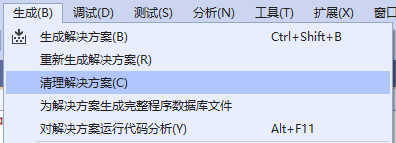 生成(B) 调试(D) 测试(S) 分析(N) 工具(T) 扩展(X) 窗口
生成解决方案(B) Ctrl+Shift+B
重新生成解决方案(R)
清理解决方案(C)
为解决方案生成完整程序数据库文件
对解决方案运行代码分析(Y) Alt+F11